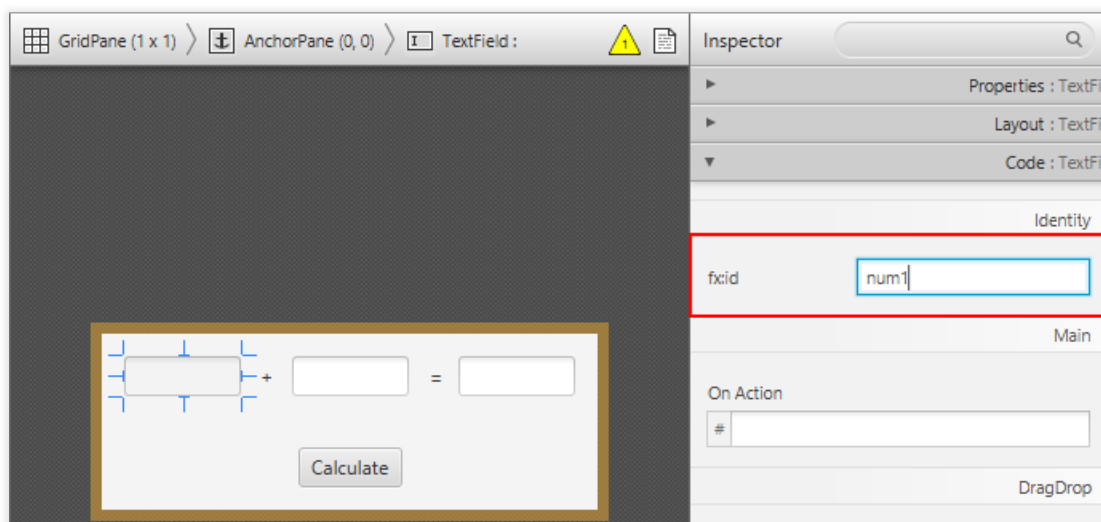 GridPane (1 x 1) AnchorPane (0, 0) TextField :
1
Inspector
Properties : TextFi
Layout : TextFi
Code : TextFi
Identity
fx:id num1
Main
On Action
#
DragDrop
+ =
Calculate